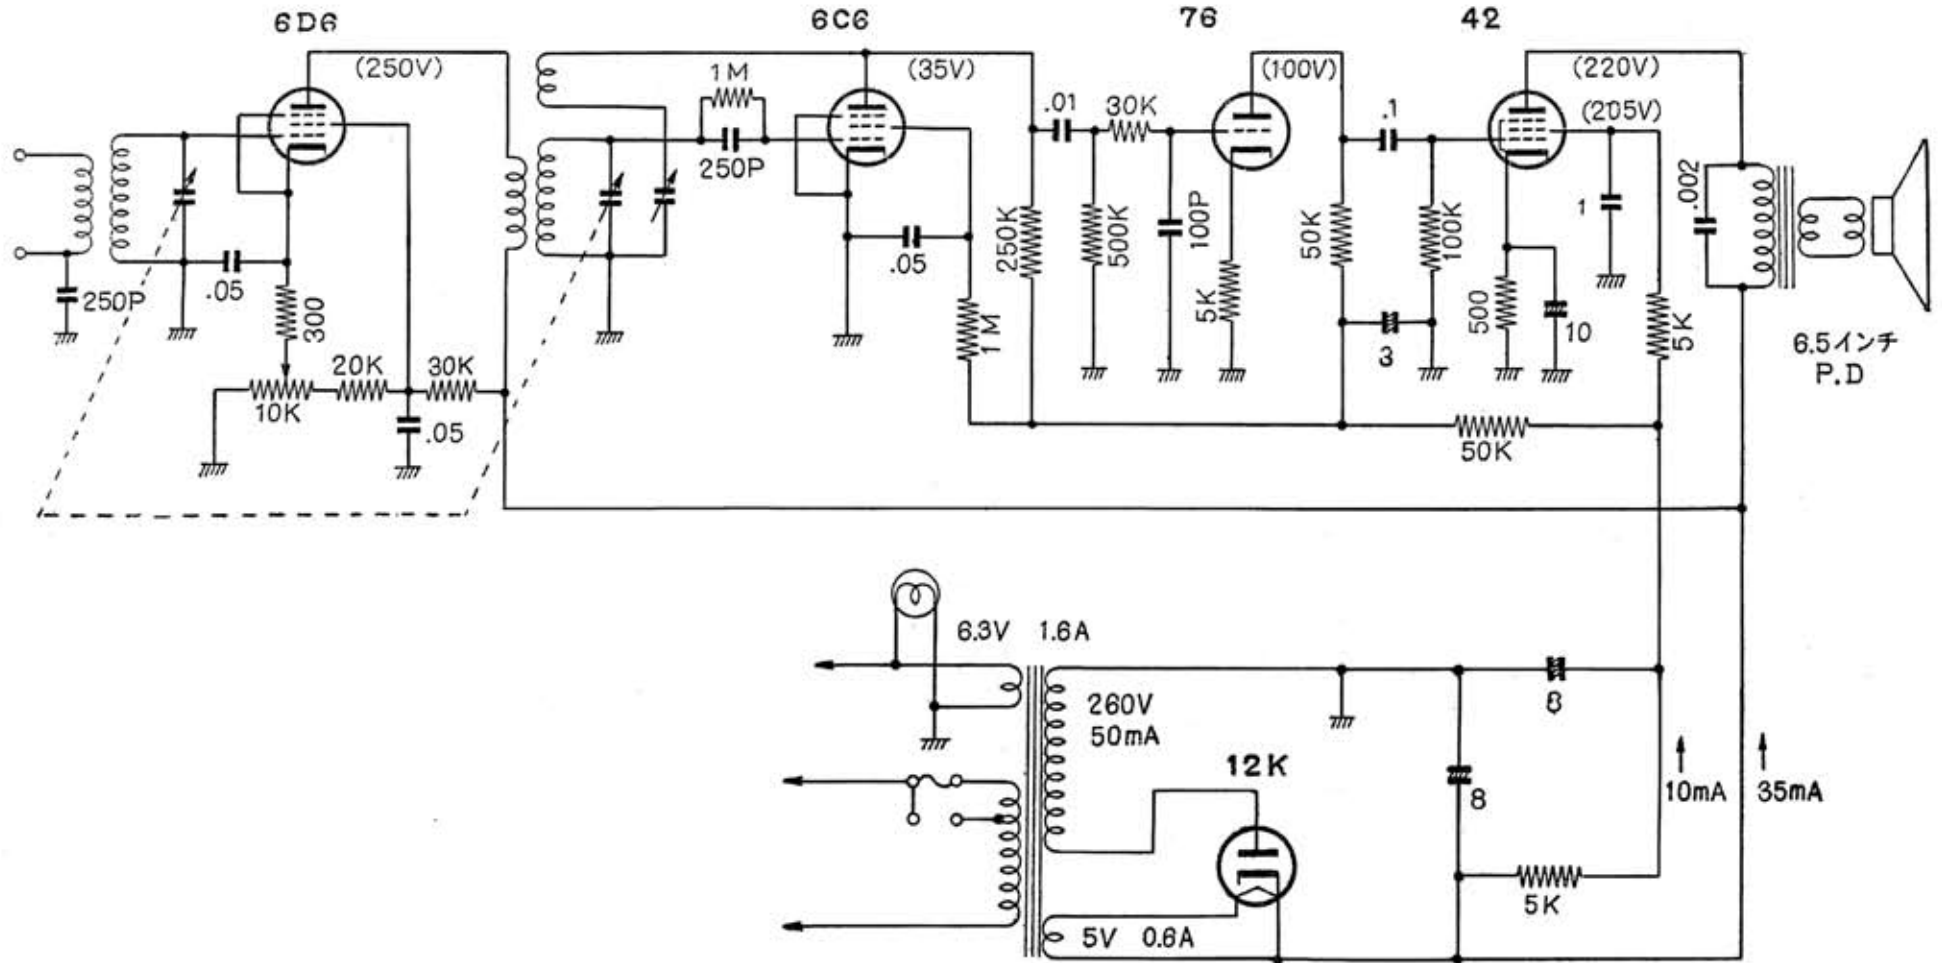 6D6
6C6
76
42
(250V)
1M
(35V)
(100V)
(220V)
(205V)
.01
30K
.1
250P
.002
250P
.05
300
.05
250K
500K
100P
5K
50K
100K
500
10
1
5K
20K
30K
10K
.05
1M
3
50K
6.5インチ
P.D
6.3V 1.6A
260V
50mA
8
12K
8
10mA
35mA
5K
5V 0.6A